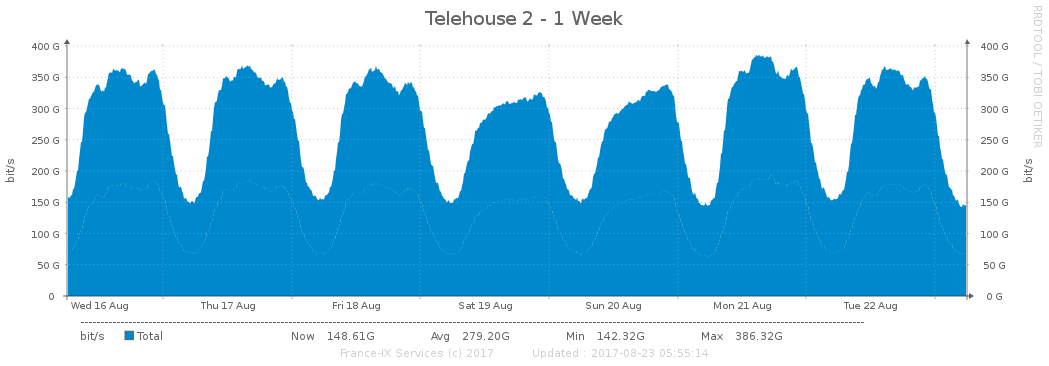 Telehouse 2 - 1 Week
RRDTOOL / TOBI OETIKER
400 G 400 G
350 G 350 G
300 G 300 G
250 G 250 G
200 G 200 G
150 G 150 G
100 G 100 G
50 G 50 G
0 0 G
bit/s bit/s
Wed 16 Aug Thu 17 Aug Fri 18 Aug Sat 19 Aug Sun 20 Aug Mon 21 Aug Tue 22 Aug
bit/s Total Now 148.61G Avg 279.20G Min 142.32G Max 386.32G
France-IX Services (c) 2017 Updated : 2017-08-23 05:55:14